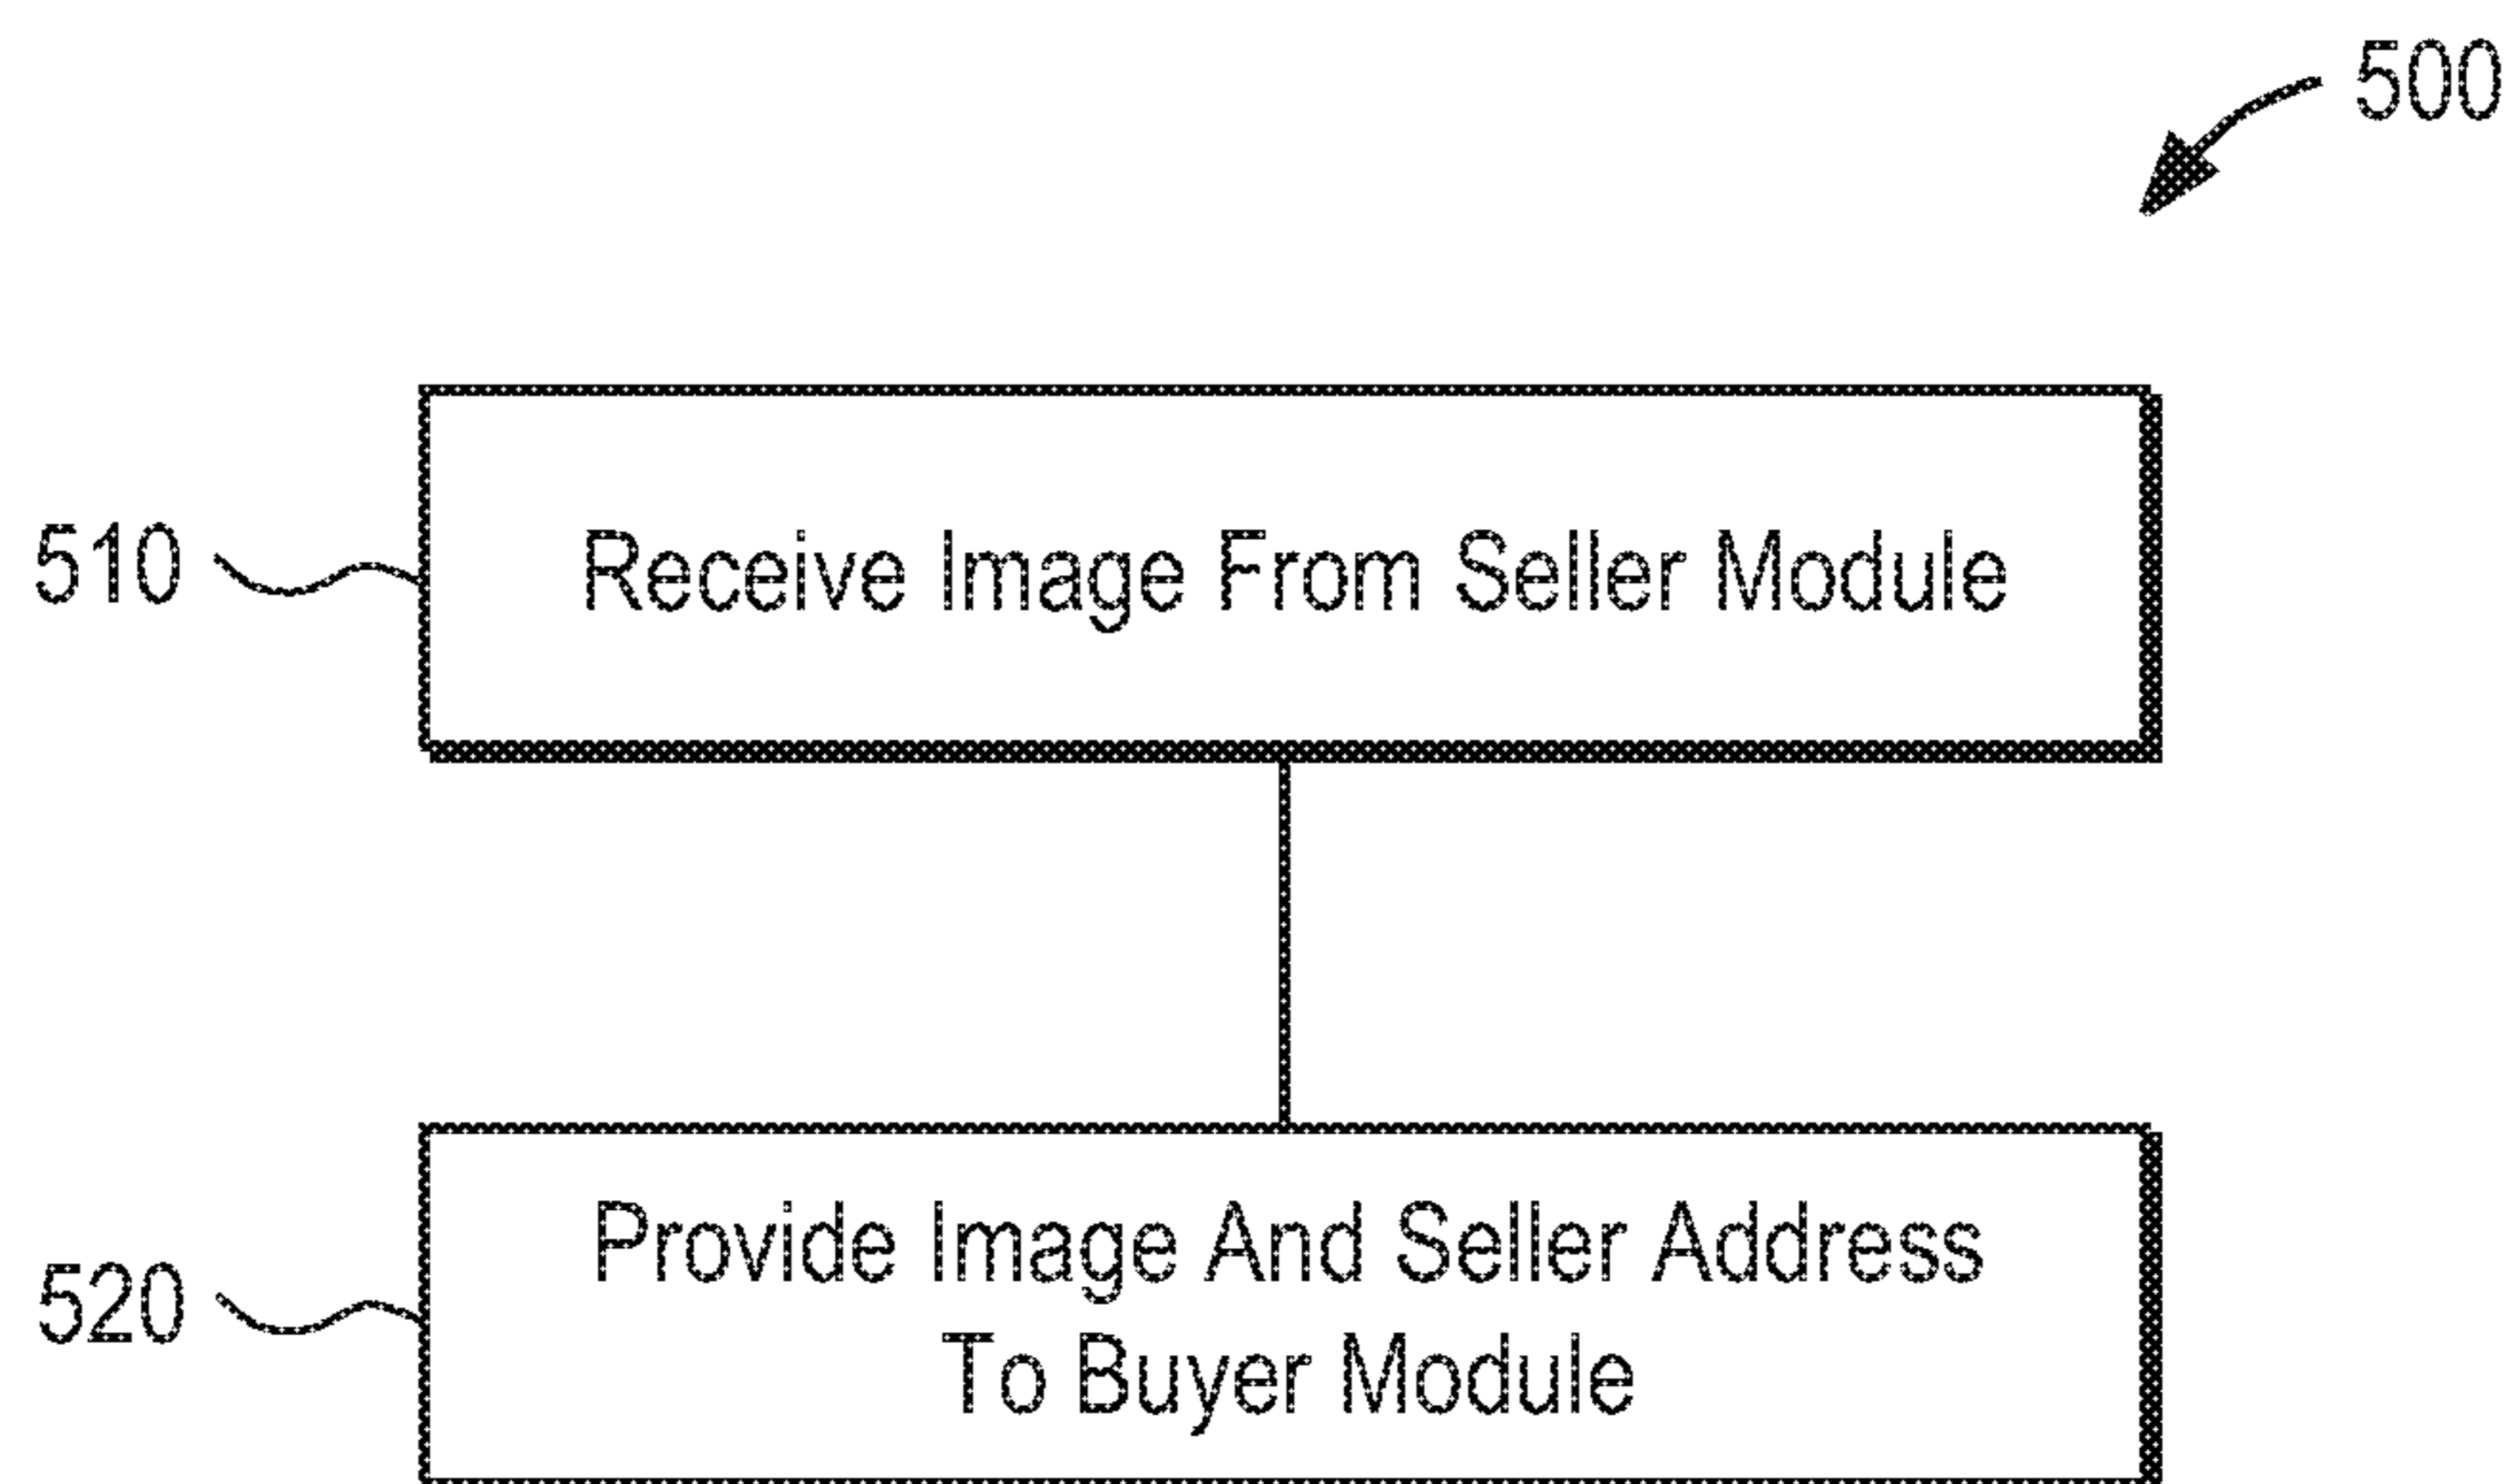 500
510
Receive Image From Seller Module
520
Provide Image And Seller Address
To Buyer Module